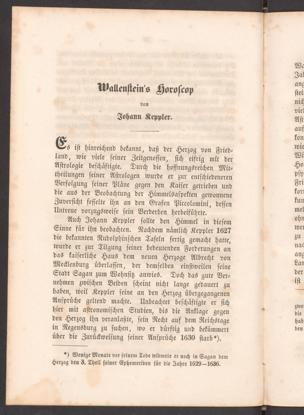 Wallenstein's Horoscop
von
Johann Keppler.
Es ist hinreichend bekannt, daß der Herzog von Fried-
land, wie viele seiner Zeitgenossen, sich eifrig mit der
Astrologie beschäftigte. Durch die hoffnungsreichen Mit-
theilungen seiner Astrologen wurde er zur entschiedeneren
Verfolgung seiner Pläne gegen den Kaiser getrieben und
die aus der Beobachtung der Himmelsaspekten gewonnene
Zuversicht fesselte ihn an den Grafen Piccolomini, dessen
Untreue vorzugsweise sein Verderben herbeiführte.
Auch Johann Keppler sollte den Himmel in diesem
Sinne für ihn beobachten. Nachdem nämlich Keppler 1627
die bekannten Rudolphinischen Tafeln fertig gemacht hatte,
wurde er zur Tilgung seiner bedeutenden Forderungen an
das kaiserliche Haus dem neuen Herzoge Albrecht von
Mecklenburg überlassen, der demselben einstweilen seine
Stadt Sagan zum Wohnsitz anwies. Doch das gute Ver-
nehmen zwischen Beiden scheint nicht lange gedauert zu
haben, weil Keppler seine an den Herzog übergegangenen
Ansprüche geltend machte. Unbeachtet beschäftigte er sich
hier mit astronomischen Studien, bis die Anklage gegen
den Herzog ihn veranlaßte, sein Recht auf dem Reichstage
in Regensburg zu suchen, wo er dürftig und bekümmert
über die Zurückweisung seiner Ansprüche 1630 starb*).
*) Wenige Monate vor seinem Tode widmete er noch in Sagan dem
Herzog den 3. Theil seiner Ephemeriden für die Jahre 1629—1636.